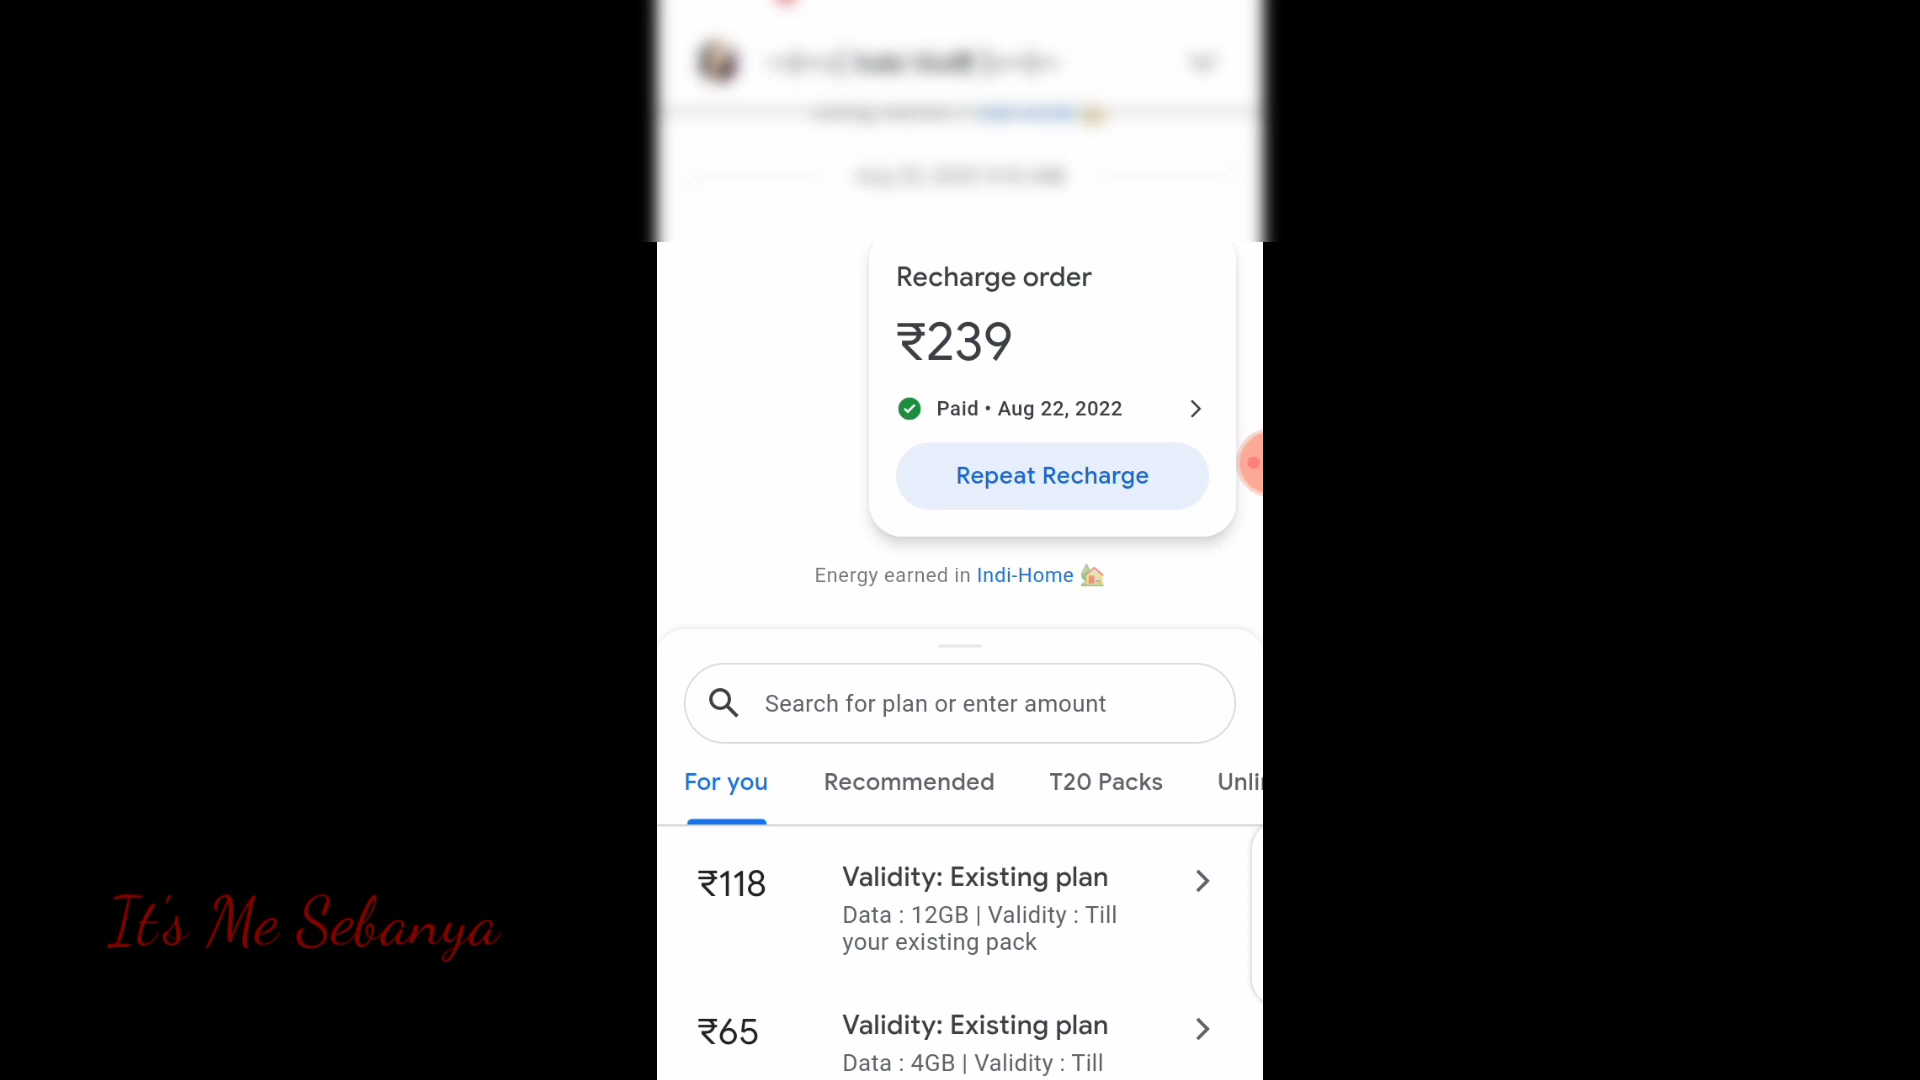 Recharge order
₹239
Paid • Aug 22, 2022
Repeat Recharge
Energy earned in Indi-Home
Search for plan or enter amount
For you Recommended T20 Packs
₹118 Validity: Existing plan
Data : 12GB | Validity : Till
your existing pack
₹65 Validity: Existing plan
Data : 4GB | Validity : Till
It's Me Sebanya